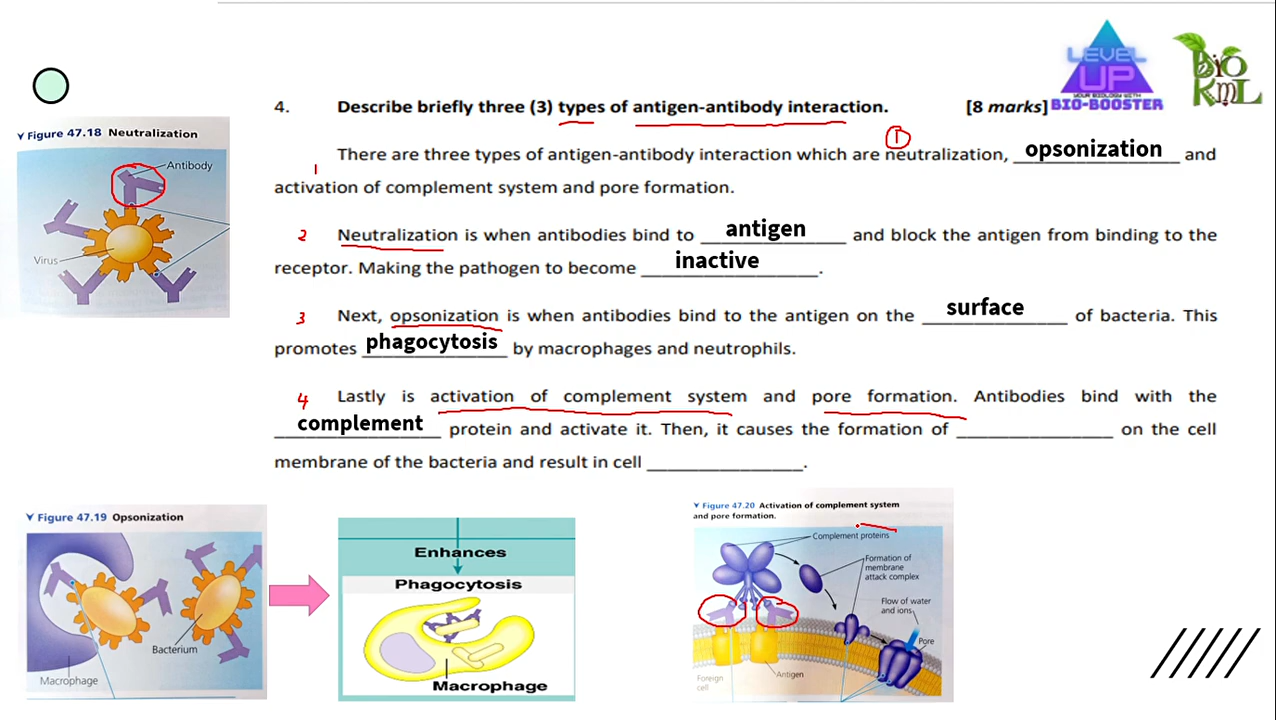 LEVEL
UP
YOUR BIOLOGY WITH
BIO-BOOSTER
BIO
KmL
4. Describe briefly three (3) types of antigen-antibody interaction. [8 marks]
1
There are three types of antigen-antibody interaction which are neutralization, opsonization and
1
activation of complement system and pore formation.
2 Neutralization is when antibodies bind to antigen and block the antigen from binding to the
receptor. Making the pathogen to become inactive.
3 Next, opsonization is when antibodies bind to the antigen on the surface of bacteria. This
promotes phagocytosis by macrophages and neutrophils.
4 Lastly is activation of complement system and pore formation. Antibodies bind with the
complement protein and activate it. Then, it causes the formation of _______________ on the cell
membrane of the bacteria and result in cell _______________.
Figure 47.18 Neutralization
Antibody
Virus
Figure 47.19 Opsonization
Bacterium
Macrophage
Enhances
Phagocytosis
Macrophage
Figure 47.20 Activation of complement system
and pore formation.
Complement proteins
Formation of
membrane
attack complex
Flow of water
and ions
Pore
Foreign
cell
Antigen